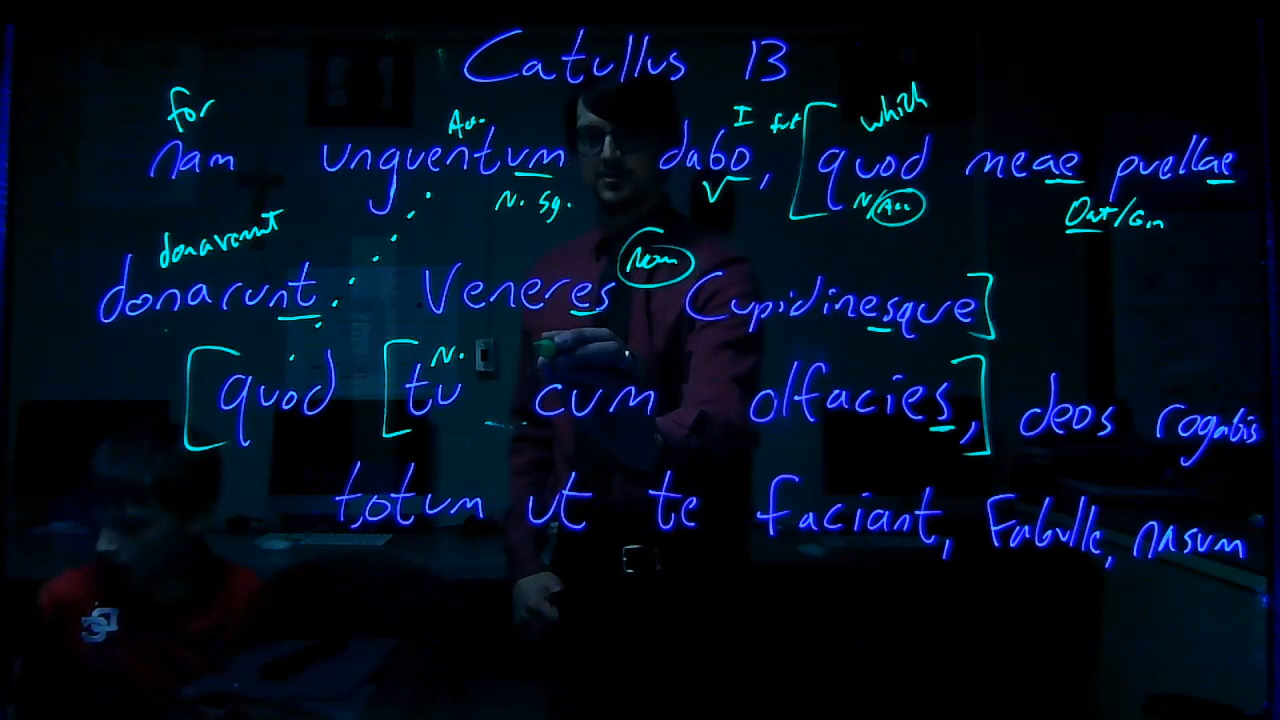 Catullus 13
for Acc. I fut which
nam unguentum dabo, [quod meae puellae
N. Sg. V N/Acc Dat/Gen
donaverunt Nom
donarunt Veneres Cupidinesque]
N.
[quod [tu cum olfacies,] deos rogabis
totum ut te faciant, Fabulle, nasum